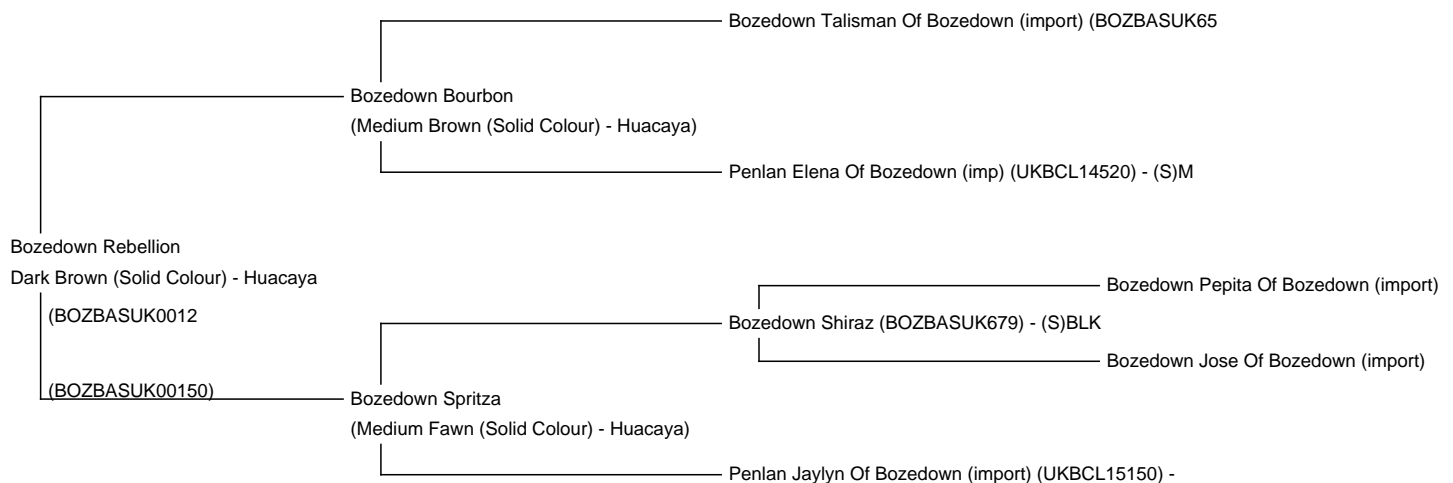 Bozedown Talisman Of Bozedown (import) (BOZBASUK65
Bozedown Bourbon
(Medium Brown (Solid Colour) - Huacaya)
Penlan Elena Of Bozedown (imp) (UKBCL14520) - (S)M
Bozedown Rebellion
Dark Brown (Solid Colour) - Huacaya
Bozedown Pepita Of Bozedown (import)
(BOZBASUK0012
Bozedown Shiraz (BOZBASUK679) - (S)BLK
Bozedown Jose Of Bozedown (import)
(BOZBASUK00150)
Bozedown Spritza
(Medium Fawn (Solid Colour) - Huacaya)
Penlan Jaylyn Of Bozedown (import) (UKBCL15150) -